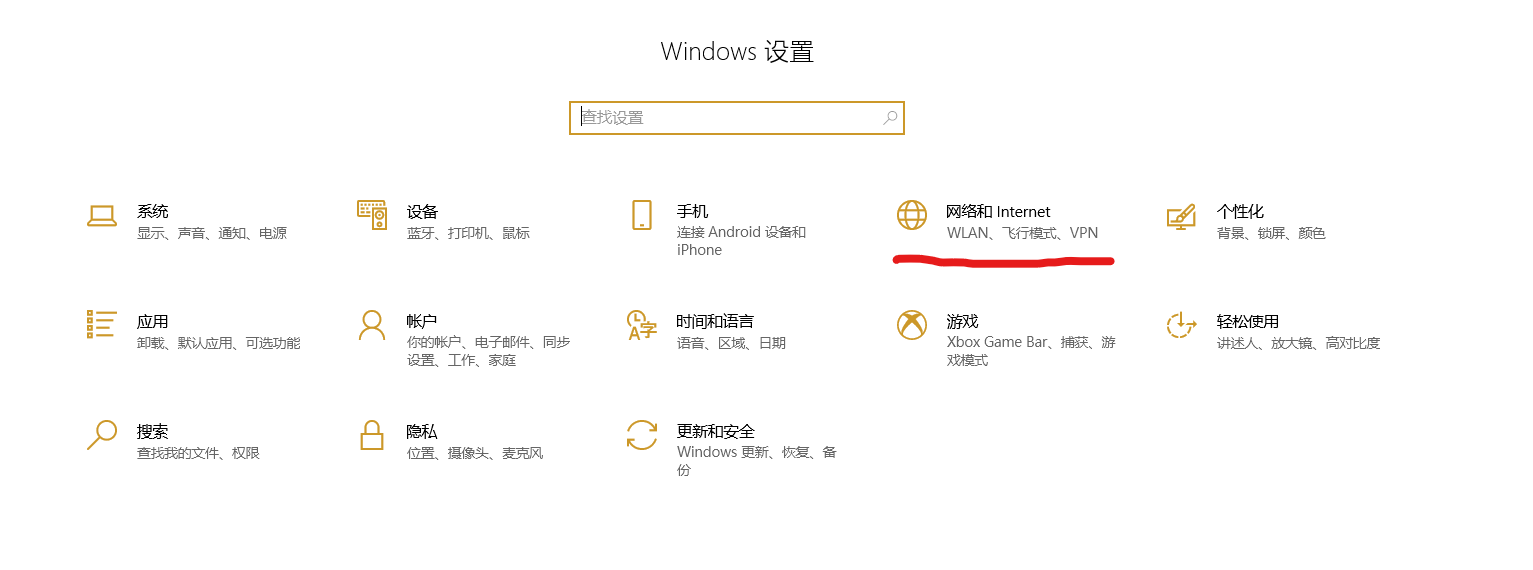 Windows 设置
查找设置
系统
显示、声音、通知、电源
设备
蓝牙、打印机、鼠标
手机
连接 Android 设备和
iPhone
网络和 Internet
WLAN、飞行模式、VPN
个性化
背景、锁屏、颜色
应用
卸载、默认应用、可选功能
帐户
你的帐户、电子邮件、同步
设置、工作、家庭
时间和语言
语音、区域、日期
游戏
Xbox Game Bar、捕获、游
戏模式
轻松使用
讲述人、放大镜、高对比度
搜索
查找我的文件、权限
隐私
位置、摄像头、麦克风
更新和安全
Windows 更新、恢复、备
份